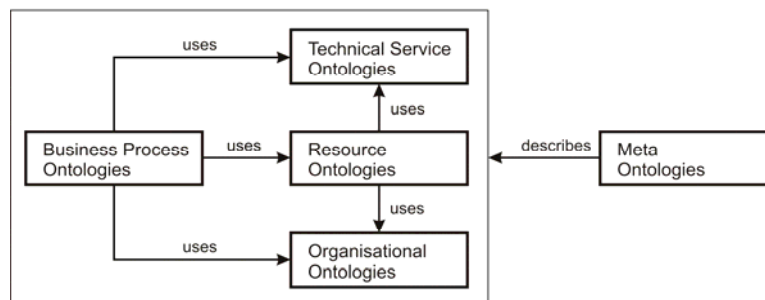 uses
Technical Service
Ontologies
uses
Business Process
Ontologies
uses
Resource
Ontologies
describes
Meta
Ontologies
uses
uses
Organisational
Ontologies